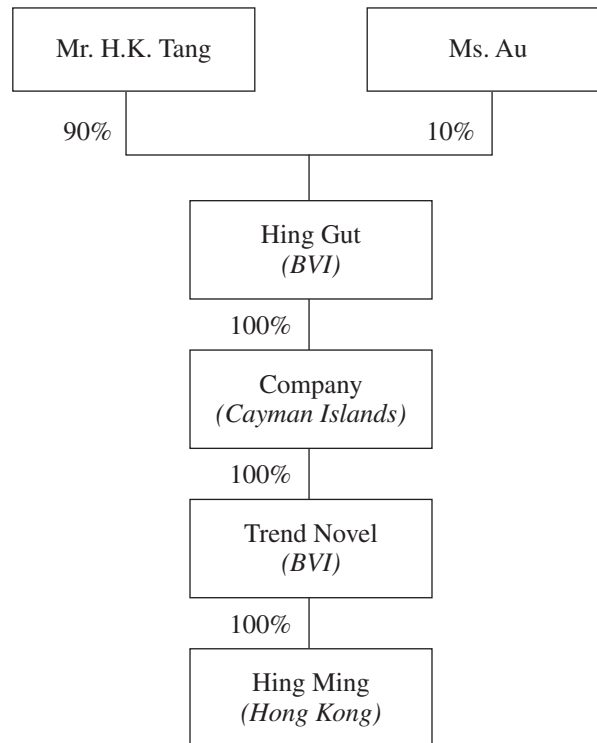 Mr. H.K. Tang
Ms. Au
90%
10%
Hing Gut
(BVI)
100%
Company
(Cayman Islands)
100%
Trend Novel
(BVI)
100%
Hing Ming
(Hong Kong)